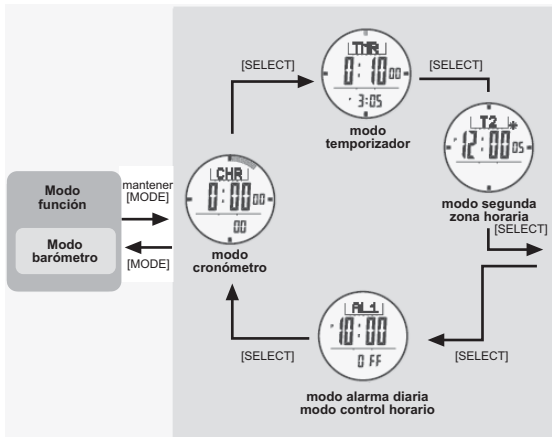 [SELECT]
TMR
0:10 00
P 3:05
modo
temporizador
[SELECT]
T2
P 12:00 05
modo segunda
zona horaria
[SELECT]
Modo
función
Modo
barómetro
mantener
[MODE]
[MODE]
CHR
0:00 00
00
modo
cronómetro
[SELECT]
AL1
P 10:00
OFF
[SELECT]
modo alarma diaria
modo control horario